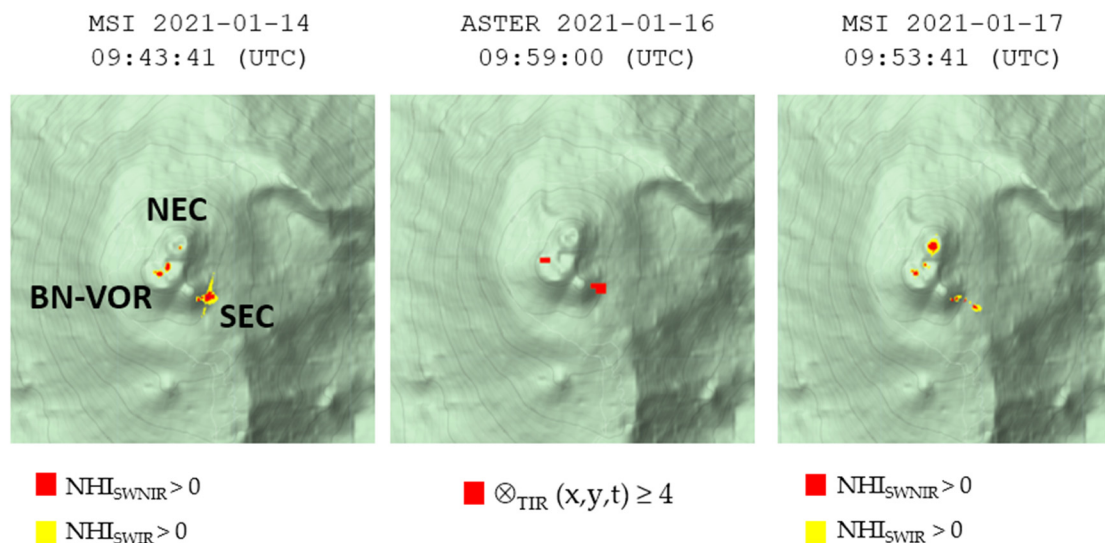 MSI 2021-01-14
09:43:41 (UTC)
ASTER 2021-01-16
09:59:00 (UTC)
MSI 2021-01-17
09:53:41 (UTC)
NEC
BN-VOR
SEC
NHI_SWNIR > 0
NHI_SWIR > 0
⊗_TIR (x,y,t) ≥ 4
NHI_SWNIR > 0
NHI_SWIR > 0